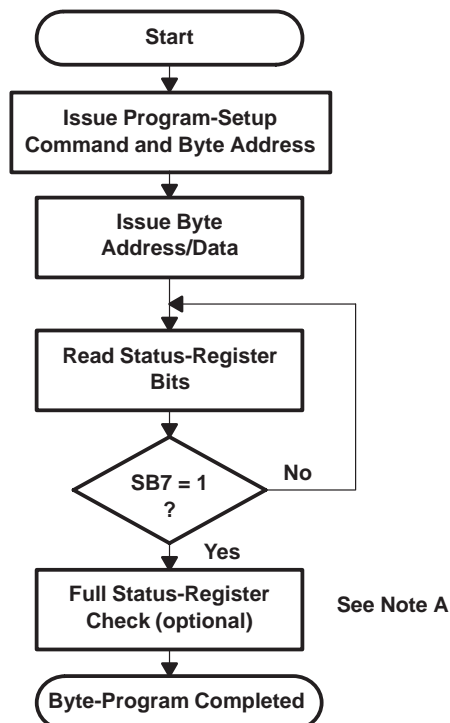 Start
Issue Program-Setup
Command and Byte Address
Issue Byte
Address/Data
Read Status-Register
Bits
SB7 = 1
?
No
Yes
Full Status-Register
Check (optional)
See Note A
Byte-Program Completed